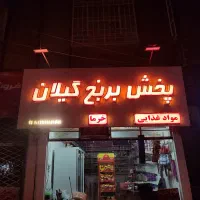 پخش برنج گیلان
مواد غذایی خرما